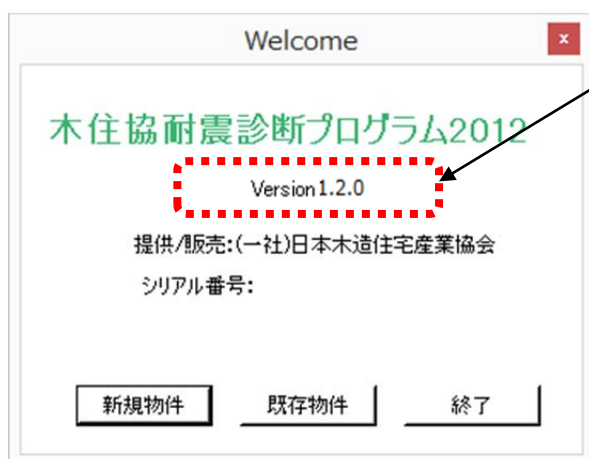 Welcome
x
木住協耐震診断プログラム2012
Version1.2.0
提供/販売:(一社)日本木造住宅産業協会
シリアル番号:
新規物件
既存物件
終了